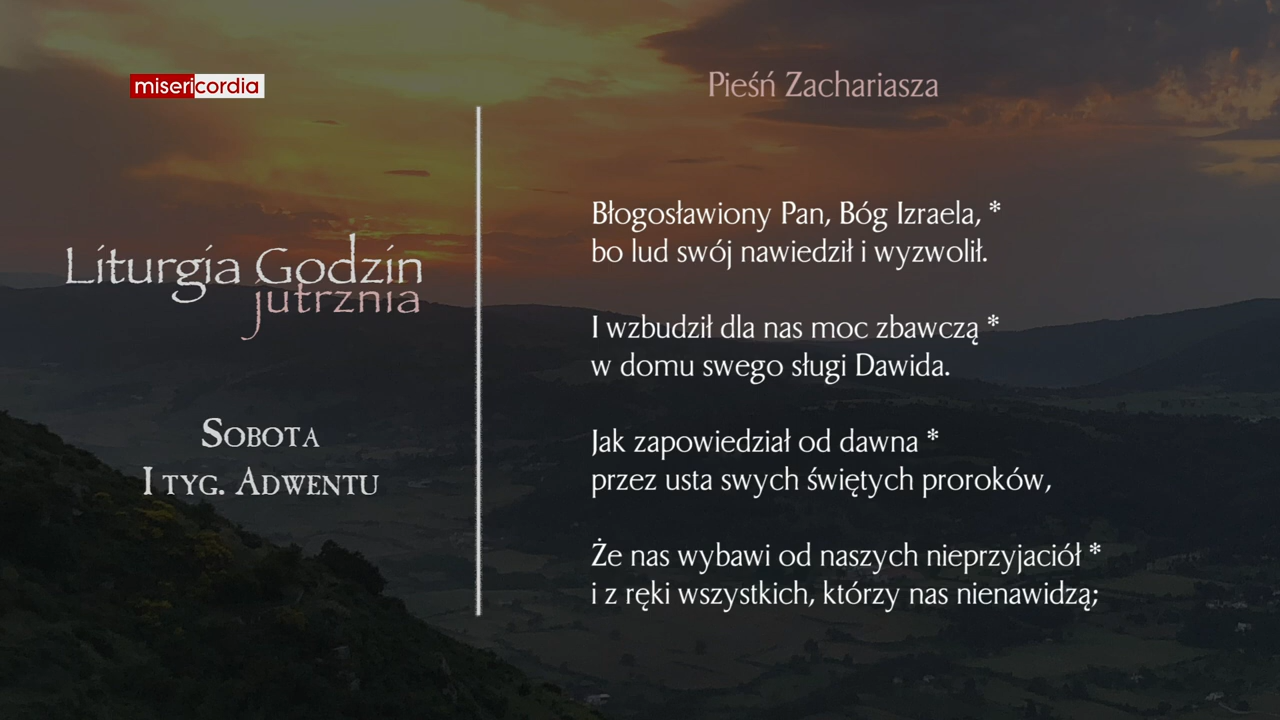 misericordia
Liturgia Godzin
jutrznia
Sobota
I tyg. Adwentu
Pieśń Zachariasza
Błogosławiony Pan, Bóg Izraela, *
bo lud swój nawiedził i wyzwolił.
I wzbudził dla nas moc zbawczą *
w domu swego sługi Dawida.
Jak zapowiedział od dawna *
przez usta swych świętych proroków,
Że nas wybawi od naszych nieprzyjaciół *
i z ręki wszystkich, którzy nas nienawidzą;